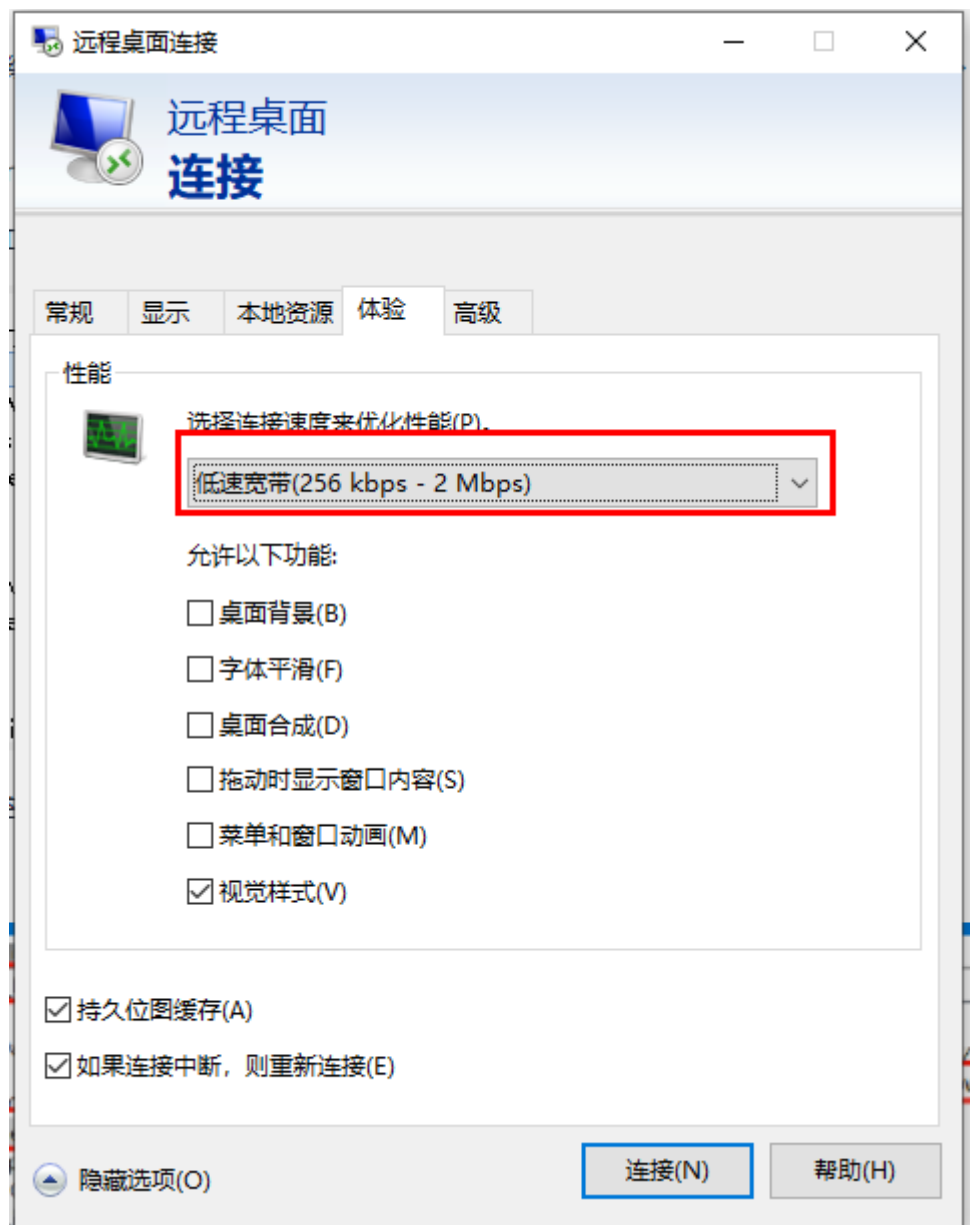 远程桌面连接
远程桌面
连接
常规 显示 本地资源 体验 高级
性能
选择连接速度来优化性能(P)。
低速宽带(256 kbps - 2 Mbps)
允许以下功能:
桌面背景(B)
字体平滑(F)
桌面合成(D)
拖动时显示窗口内容(S)
菜单和窗口动画(M)
视觉样式(V)
持久位图缓存(A)
如果连接中断，则重新连接(E)
隐藏选项(O) 连接(N) 帮助(H)